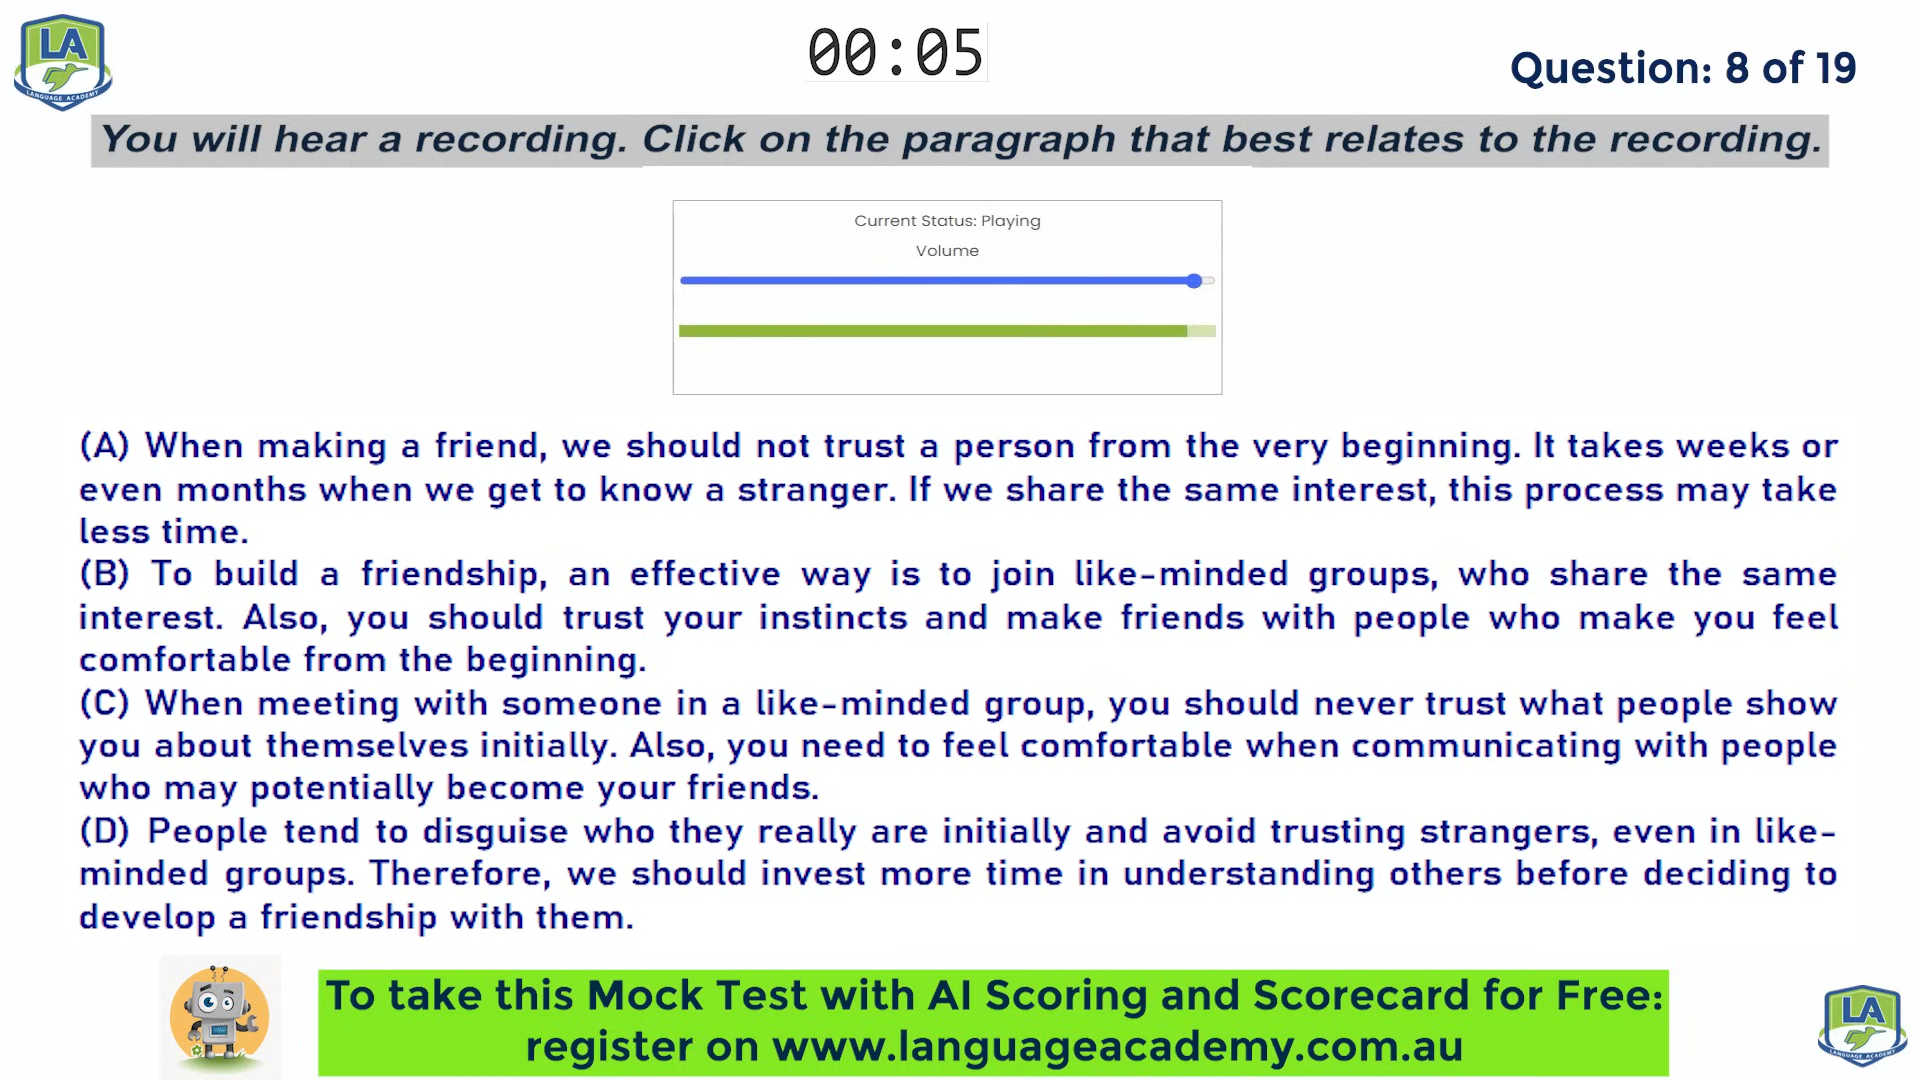 LA
LANGUAGE ACADEMY
00:05
Question: 8 of 19
You will hear a recording. Click on the paragraph that best relates to the recording.
Current Status: Playing
Volume
(A) When making a friend, we should not trust a person from the very beginning. It takes weeks or
even months when we get to know a stranger. If we share the same interest, this process may take
less time.
(B) To build a friendship, an effective way is to join like-minded groups, who share the same
interest. Also, you should trust your instincts and make friends with people who make you feel
comfortable from the beginning.
(C) When meeting with someone in a like-minded group, you should never trust what people show
you about themselves initially. Also, you need to feel comfortable when communicating with people
who may potentially become your friends.
(D) People tend to disguise who they really are initially and avoid trusting strangers, even in like-
minded groups. Therefore, we should invest more time in understanding others before deciding to
develop a friendship with them.
To take this Mock Test with AI Scoring and Scorecard for Free:
register on www.languageacademy.com.au
LA
LANGUAGE ACADEMY